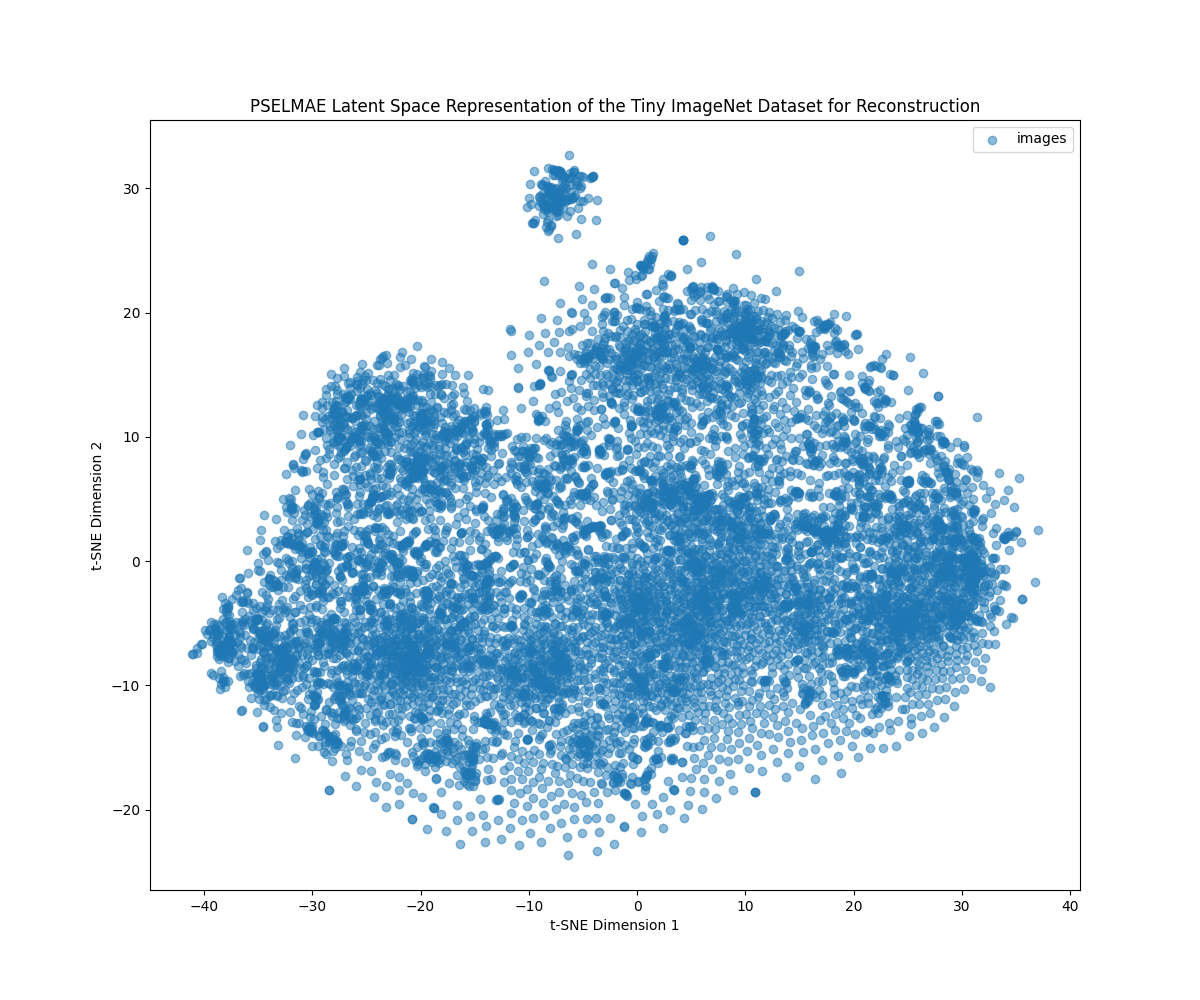 PSELMAE Latent Space Representation of the Tiny ImageNet Dataset for Reconstruction
images
30
20
10
0
−10
−20
t-SNE Dimension 2
−40 −30 −20 −10 0 10 20 30 40
t-SNE Dimension 1